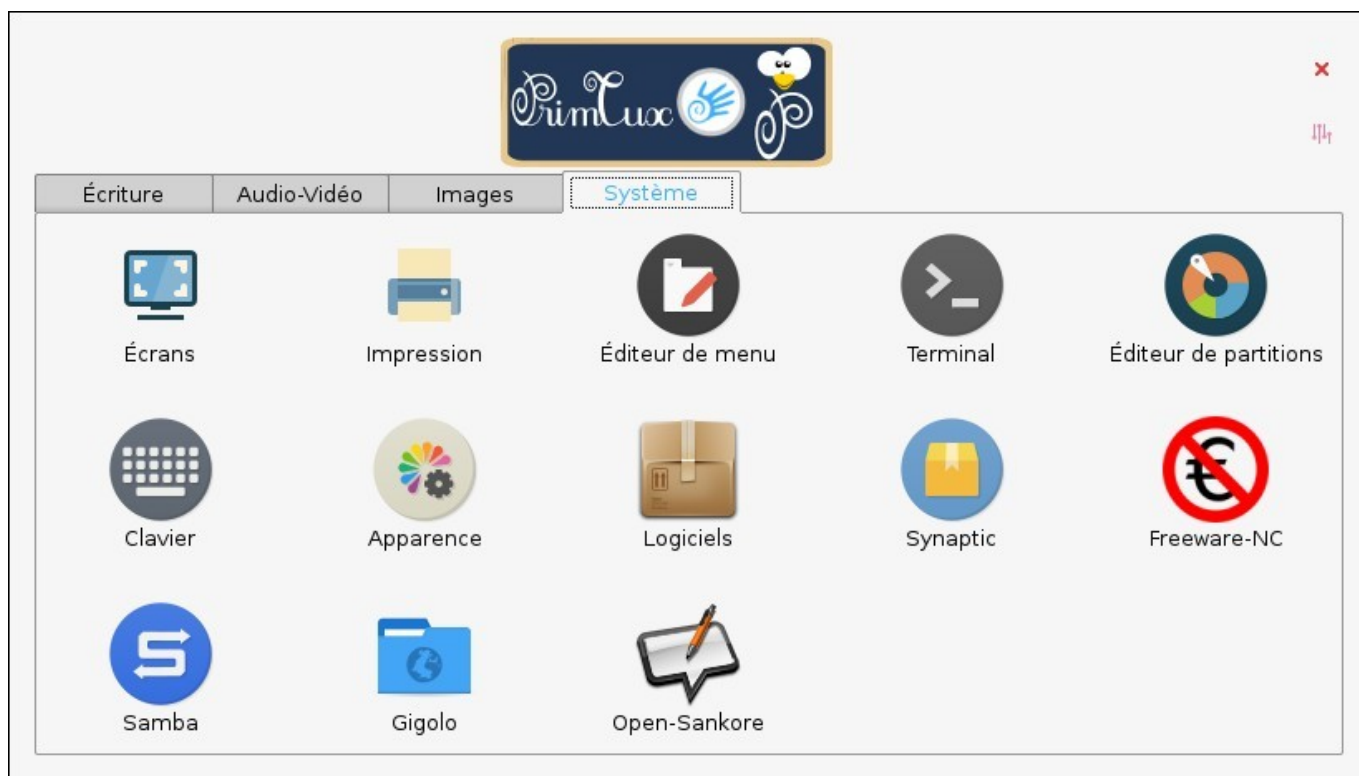 PrimTux
Écriture Audio-Vidéo Images Système
Écrans Impression Éditeur de menu Terminal Éditeur de partitions
Clavier Apparence Logiciels Synaptic Freeware-NC
Samba Gigolo Open-Sankore